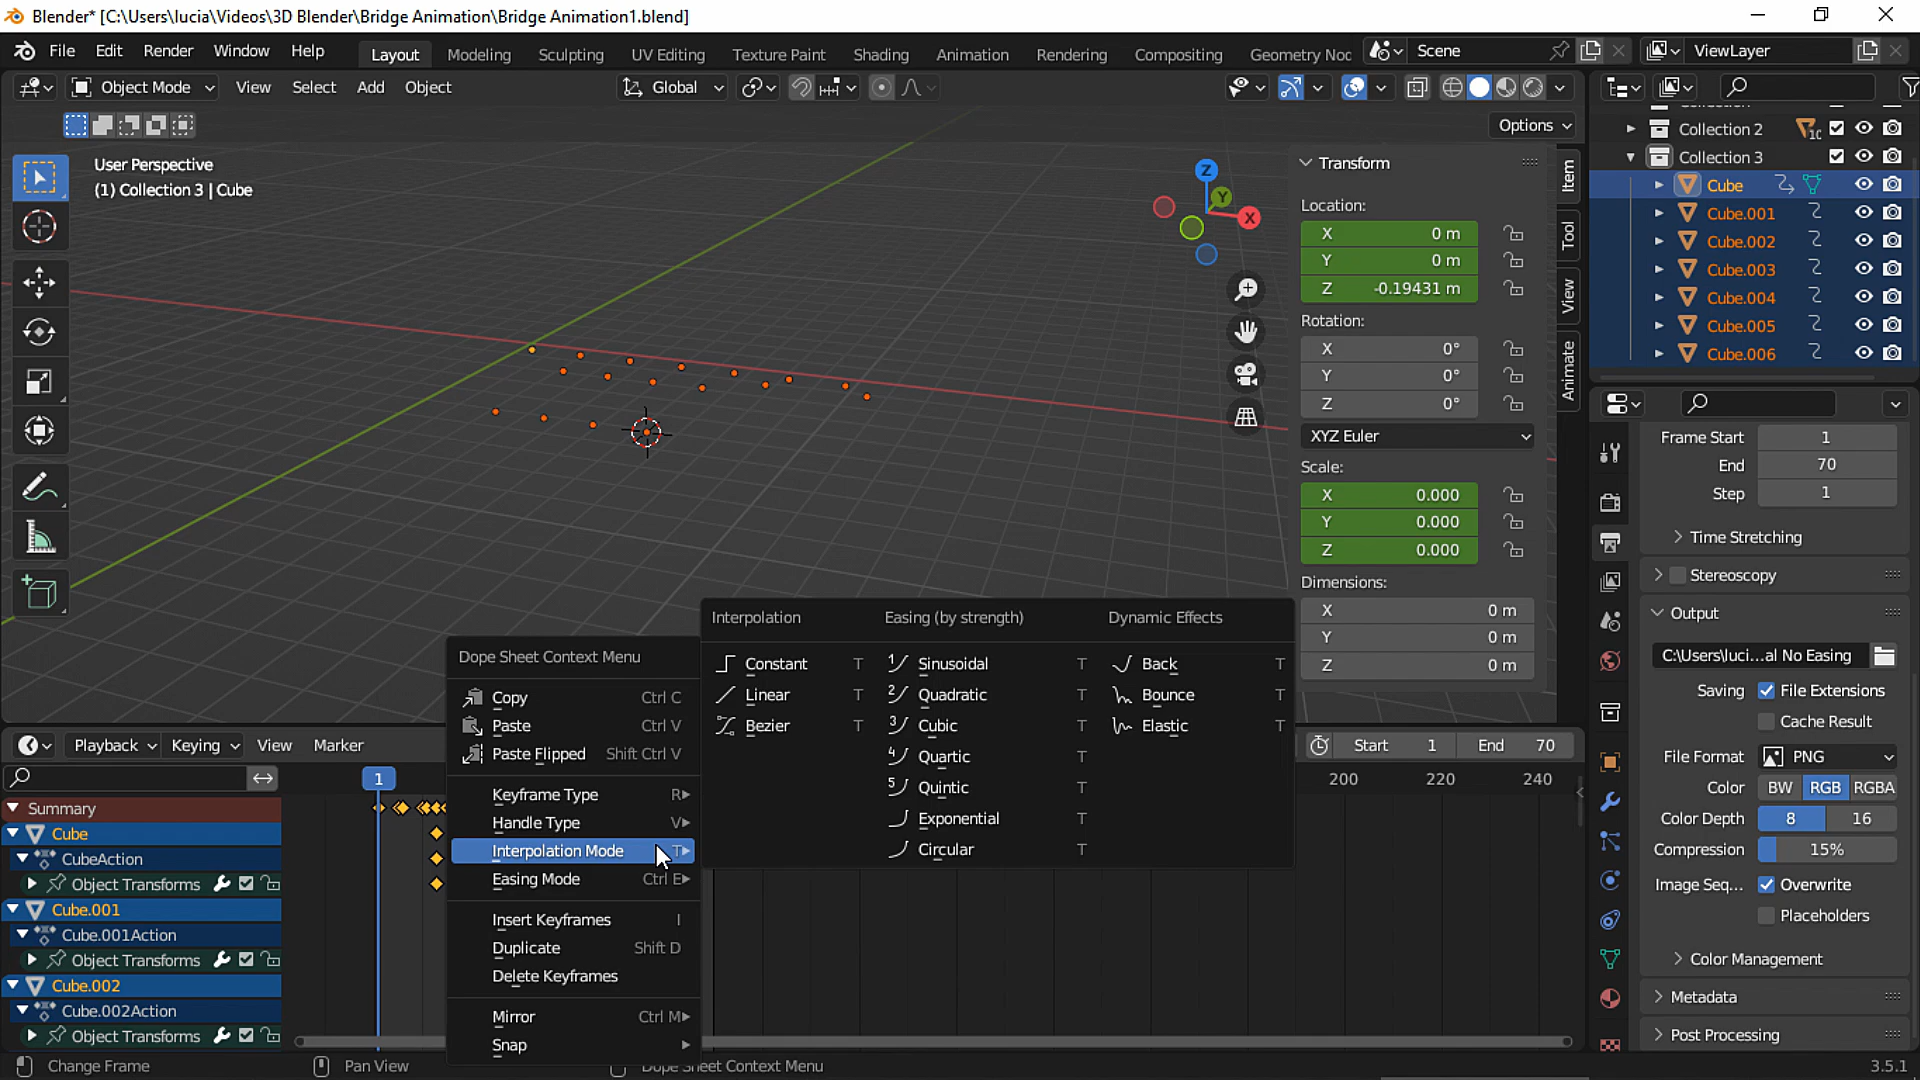 Blender* [C:\Users\lucia\Videos\3D Blender\Bridge Animation\Bridge Animation1.blend]
File Edit Render Window Help Layout Modeling Sculpting UV Editing Texture Paint Shading Animation Rendering Compositing Geometry Noc Scene ViewLayer
Object Mode View Select Add Object Global
Options
User Perspective
(1) Collection 3 | Cube
Z
Y
X
Transform
Location:
X 0 m
Y 0 m
Z -0.19431 m
Rotation:
X 0°
Y 0°
Z 0°
XYZ Euler
Scale:
X 0.000
Y 0.000
Z 0.000
Dimensions:
X 0 m
Y 0 m
Z 0 m
Item
Tool
View
Animate
Collection 2
Collection 3
Cube
Cube.001
Cube.002
Cube.003
Cube.004
Cube.005
Cube.006
Frame Start 1
End 70
Step 1
Time Stretching
Stereoscopy
Output
C:\Users\luci...al No Easing
Saving File Extensions
Cache Result
File Format PNG
Color BW RGB RGBA
Color Depth 8 16
Compression 15%
Image Seq... Overwrite
Placeholders
Color Management
Metadata
Post Processing
Interpolation
Constant T
Linear T
Bezier T
Easing (by strength)
Sinusoidal T
Quadratic T
Cubic T
Quartic T
Quintic T
Exponential T
Circular T
Dynamic Effects
Back T
Bounce T
Elastic T
Dope Sheet Context Menu
Copy Ctrl C
Paste Ctrl V
Paste Flipped Shift Ctrl V
Keyframe Type R
Handle Type V
Interpolation Mode T
Easing Mode Ctrl E
Insert Keyframes I
Duplicate Shift D
Delete Keyframes
Mirror Ctrl M
Snap
Playback Keying View Marker Start 1 End 70
1 200 220 240
Summary
Cube
CubeAction
Object Transforms
Cube.001
Cube.001Action
Object Transforms
Cube.002
Cube.002Action
Object Transforms
Change Frame Pan View Dope Sheet Context Menu 3.5.1